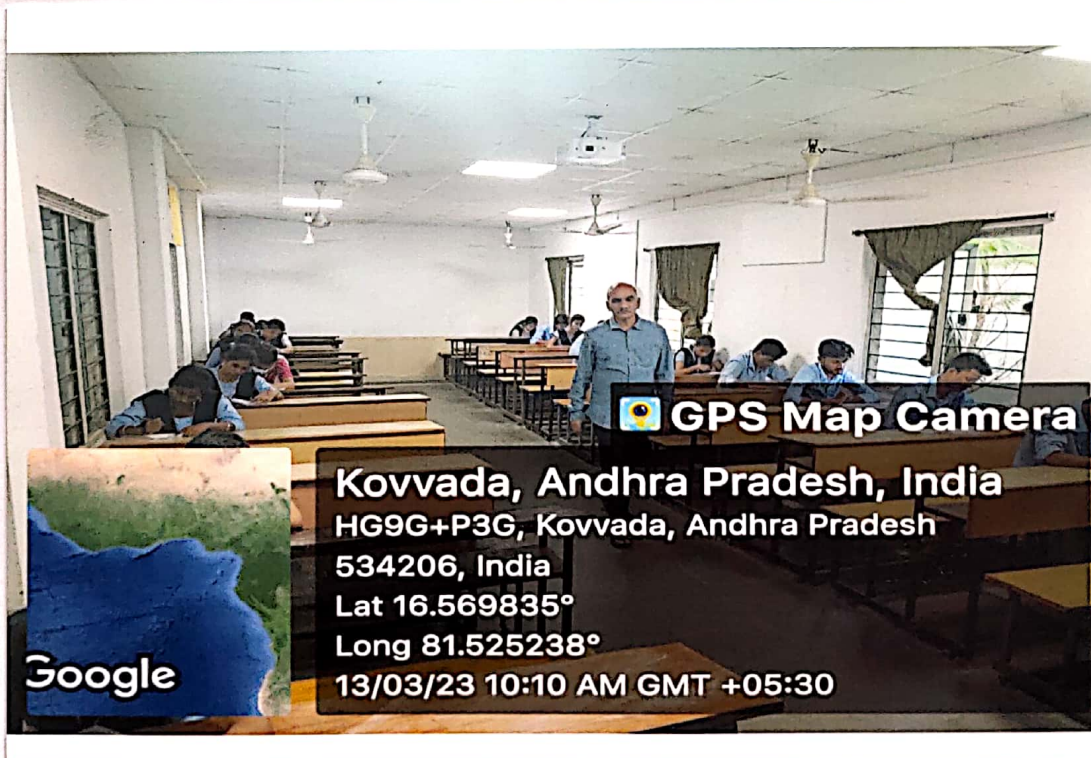 GPS Map Camera
Kovvada, Andhra Pradesh, India
HG9G+P3G, Kovvada, Andhra Pradesh
534206, India
Lat 16.569835°
Long 81.525238°
13/03/23 10:10 AM GMT +05:30
Google